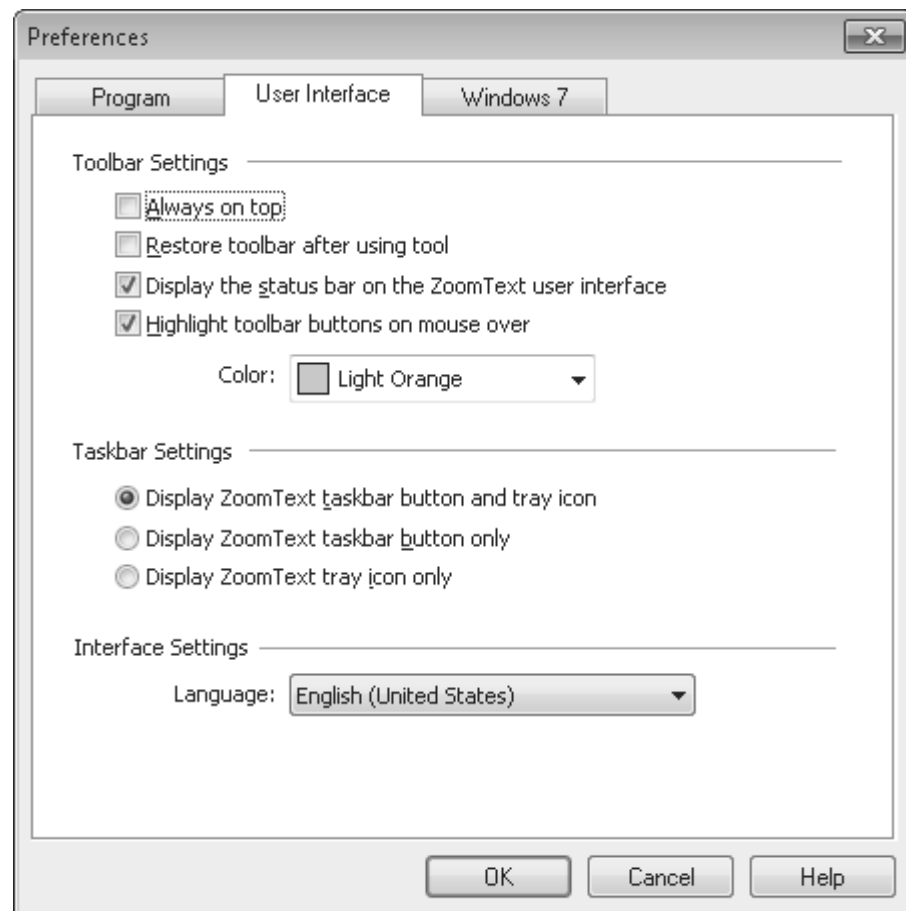 Preferences
Program User Interface Windows 7
Toolbar Settings
Always on top
Restore toolbar after using tool
Display the status bar on the ZoomText user interface
Highlight toolbar buttons on mouse over
Color: Light Orange
Taskbar Settings
Display ZoomText taskbar button and tray icon
Display ZoomText taskbar button only
Display ZoomText tray icon only
Interface Settings
Language: English (United States)
OK Cancel Help